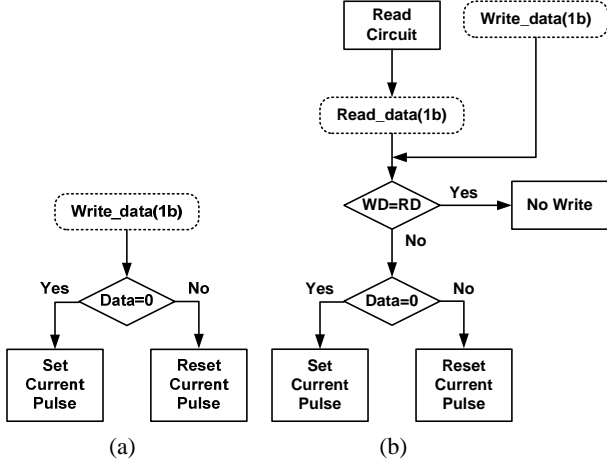 Write_data(1b)
Data=0
Yes
No
Set
Current
Pulse
Reset
Current
Pulse
(a)
Read
Circuit
Write_data(1b)
Read_data(1b)
WD=RD
Yes
No Write
No
Data=0
Yes
No
Set
Current
Pulse
Reset
Current
Pulse
(b)